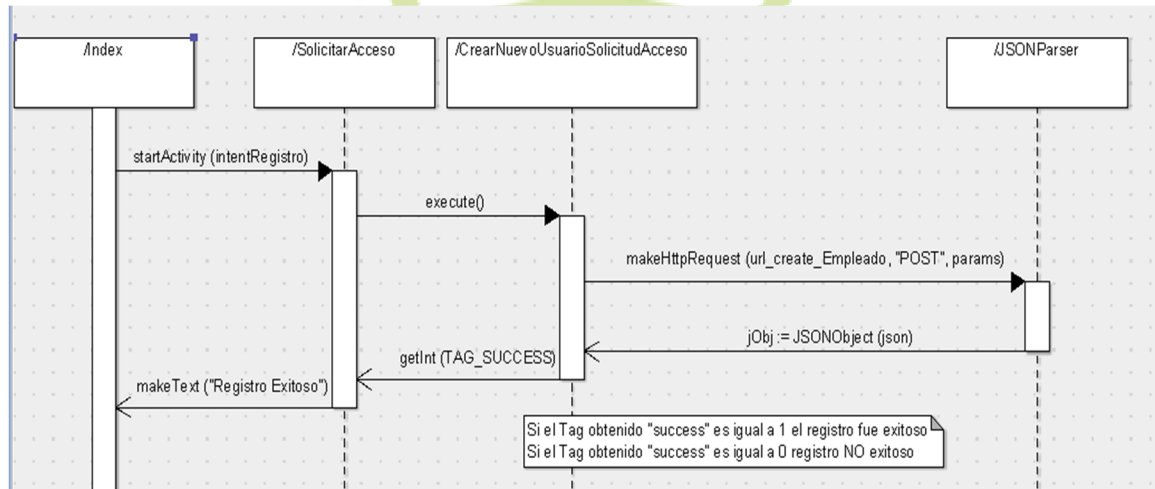 /Index
/SolicitarAcceso
/CrearNuevoUsuarioSolicitudAcceso
/JSONParser
startActivity (intentRegistro)
execute()
makeHttpRequest (url_create_Empleado, "POST", params)
jObj := JSONObject (json)
getInt (TAG_SUCCESS)
makeText ("Registro Exitoso")
Si el Tag obtenido "success" es igual a 1 el registro fue exitoso
Si el Tag obtenido "success" es igual a 0 registro NO exitoso